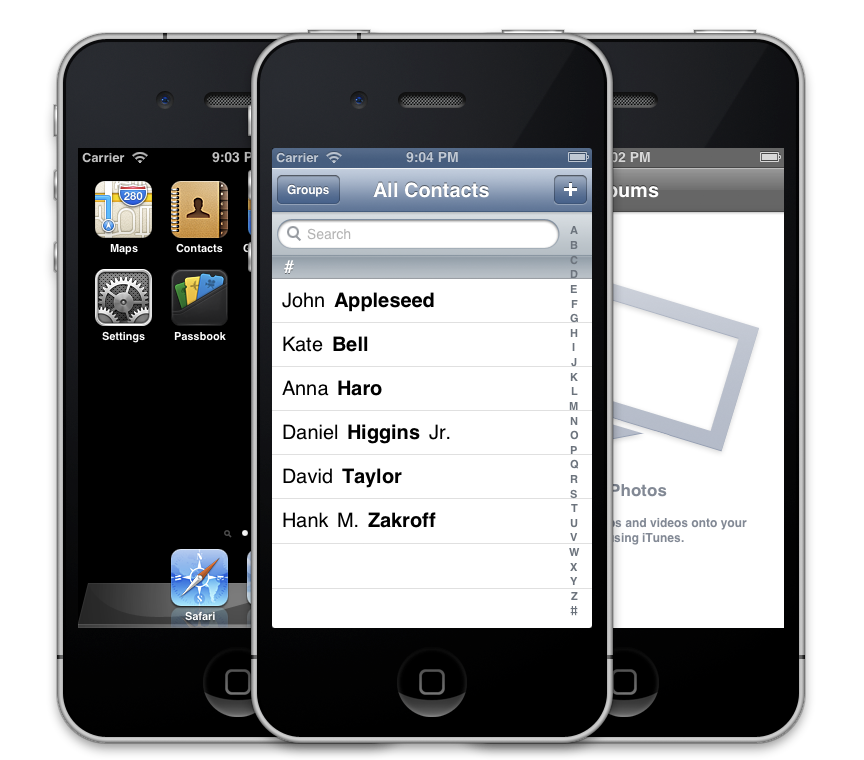 Carrier
9:03 P
280
Maps
Contacts
Settings
Passbook
N
Safari
Carrier
9:04 PM
Groups
All Contacts
+
Search
#
John Appleseed
Kate Bell
Anna Haro
Daniel Higgins Jr.
David Taylor
Hank M. Zakroff
A
B
C
D
E
F
G
H
I
J
K
L
M
N
O
P
Q
R
S
T
U
V
W
X
Y
Z
#
02 PM
bums
Photos
os and videos onto your
sing iTunes.